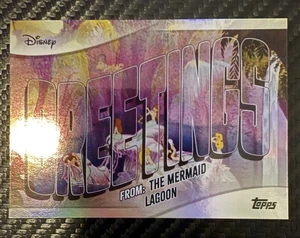 Disney
GREETINGS
FROM: THE MERMAID
LAGOON
Topps